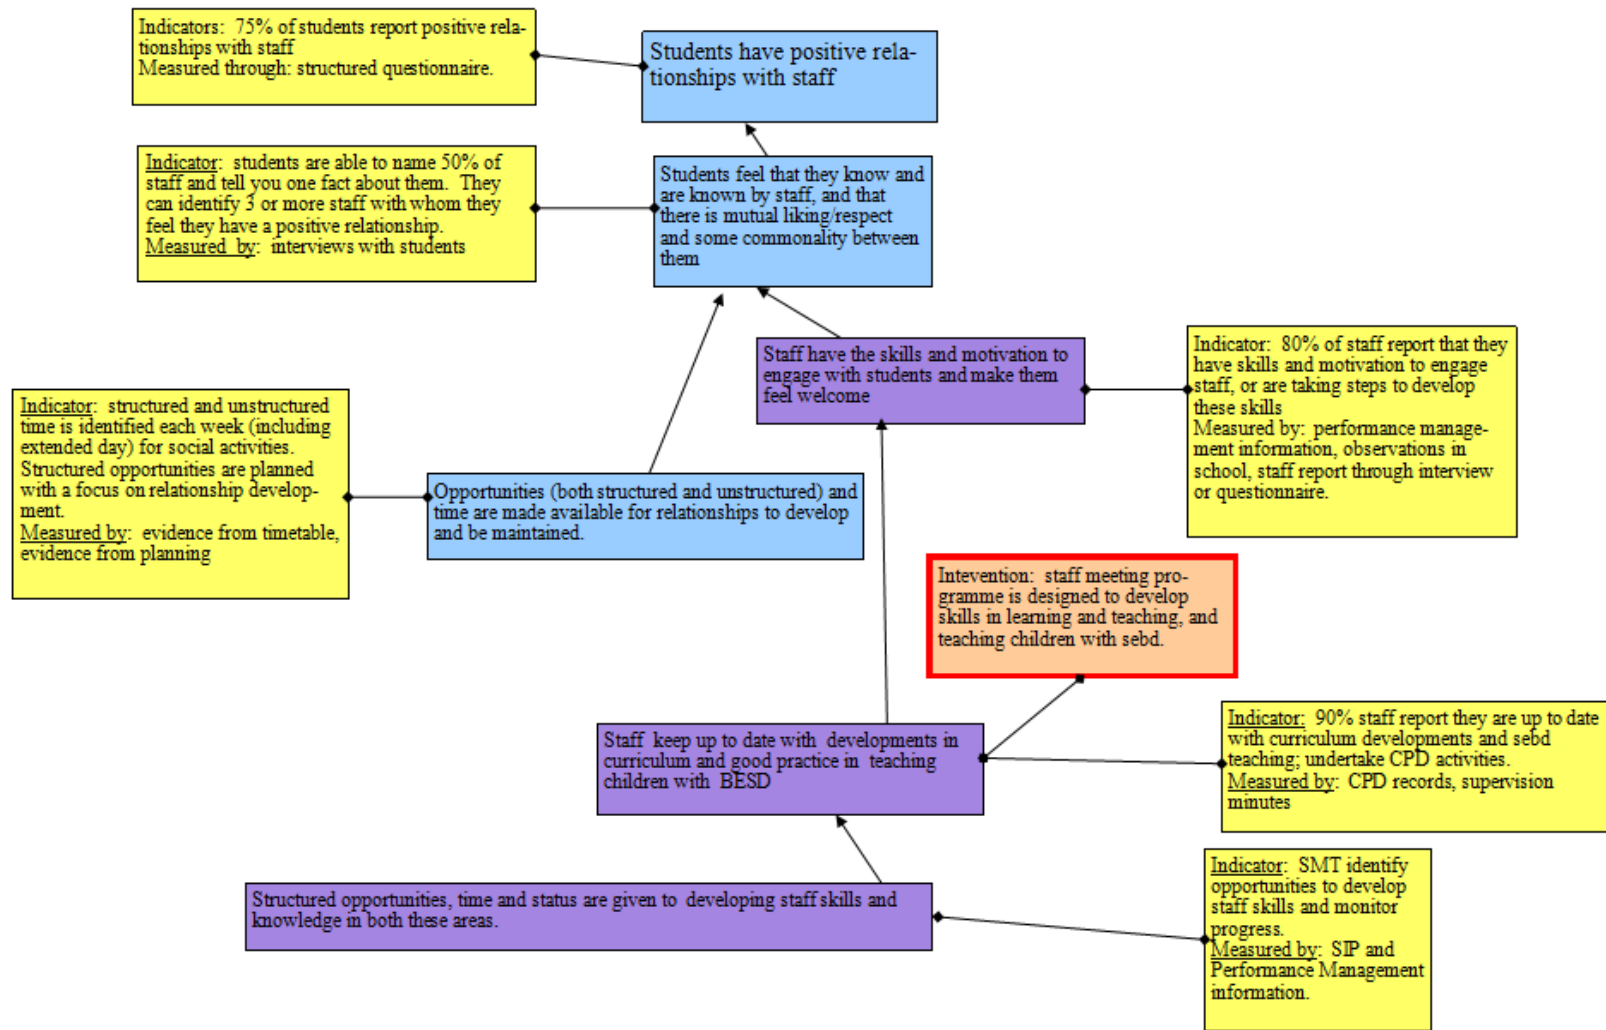 Indicators: 75% of students report positive rela-
tionships with staff
Measured through: structured questionnaire.
Students have positive rela-
tionships with staff
Indicator: students are able to name 50% of
staff and tell you one fact about them. They
can identify 3 or more staff with whom they
feel they have a positive relationship.
Measured by: interviews with students
Students feel that they know and
are known by staff, and that
there is mutual liking/respect
and some commonality between
them
Staff have the skills and motivation to
engage with students and make them
feel welcome
Indicator: 80% of staff report that they
have skills and motivation to engage
staff, or are taking steps to develop
these skills
Measured by: performance manage-
ment information, observations in
school, staff report through interview
or questionnaire.
Indicator: structured and unstructured
time is identified each week (including
extended day) for social activities.
Structured opportunities are planned
with a focus on relationship develop-
ment.
Measured by: evidence from timetable,
evidence from planning
Opportunities (both structured and unstructured) and
time are made available for relationships to develop
and be maintained.
Intevention: staff meeting pro-
gramme is designed to develop
skills in learning and teaching, and
teaching children with sebd.
Staff keep up to date with developments in
curriculum and good practice in teaching
children with BESD
Indicator: 90% staff report they are up to date
with curriculum developments and sebd
teaching; undertake CPD activities.
Measured by: CPD records, supervision
minutes
Structured opportunities, time and status are given to developing staff skills and
knowledge in both these areas.
Indicator: SMT identify
opportunities to develop
staff skills and monitor
progress.
Measured by: SIP and
Performance Management
information.